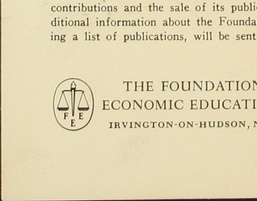 contributions and the sale of its publi
ditional information about the Founda
ing a list of publications, will be sent
THE FOUNDATION
ECONOMIC EDUCATI
IRVINGTON-ON-HUDSON, N
F E E